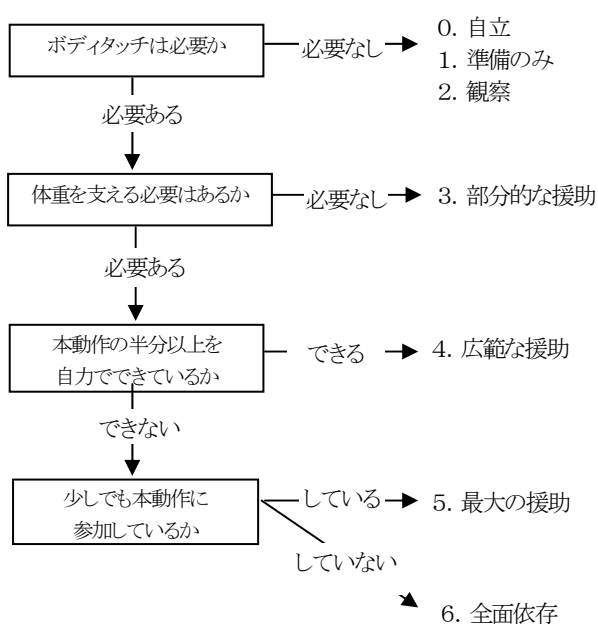 ボディタッチは必要か
必要なし
0. 自立
1. 準備のみ
2. 観察
必要ある
体重を支える必要はあるか
必要なし
3. 部分的な援助
必要ある
本動作の半分以上を
自力でできているか
できる
4. 広範な援助
できない
少しでも本動作に
参加しているか
している
5. 最大の援助
していない
6. 全面依存